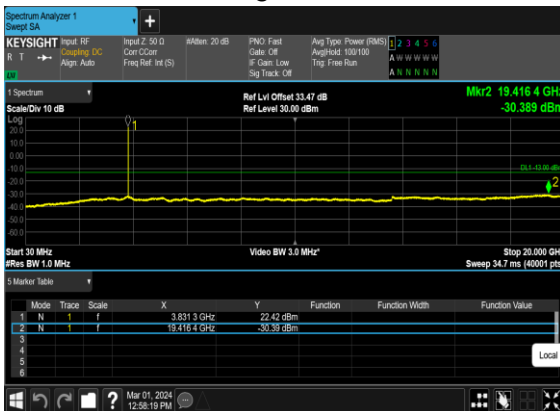 Spectrum Analyzer 1
Swept SA
KEYSIGHT
R T
LV
Input: RF
Coupling: DC
Align: Auto
Input Z: 50 Ω
Corr CCorr
Freq Ref: Int (S)
#Atten: 20 dB
PNO: Fast
Gate: Off
IF Gain: Low
Sig Track: Off
Avg Type: Power (RMS)
Avg|Hold: 100/100
Trig: Free Run
1 2 3 4 5 6
A W W W W W
A N N N N N
1 Spectrum
Scale/Div 10 dB
Ref Lvl Offset 33.47 dB
Ref Level 30.00 dBm
Mkr2 19.416 4 GHz
-30.389 dBm
Log
20.0
10.0
0.00
-10.0
-20.0
-30.0
-40.0
-50.0
-60.0
1
DL1 -13.00 dBm
2
Start 30 MHz
#Res BW 1.0 MHz
Video BW 3.0 MHz*
Stop 20.000 GHz
Sweep 34.7 ms (40001 pts
5 Marker Table
Mode Trace Scale X Y Function Function Width Function Value
1 N 1 f 3.831 3 GHz 22.42 dBm
2 N 1 f 19.416 4 GHz -30.39 dBm
3
4
5
6
Local
?
Mar 01, 2024
12:58:19 PM